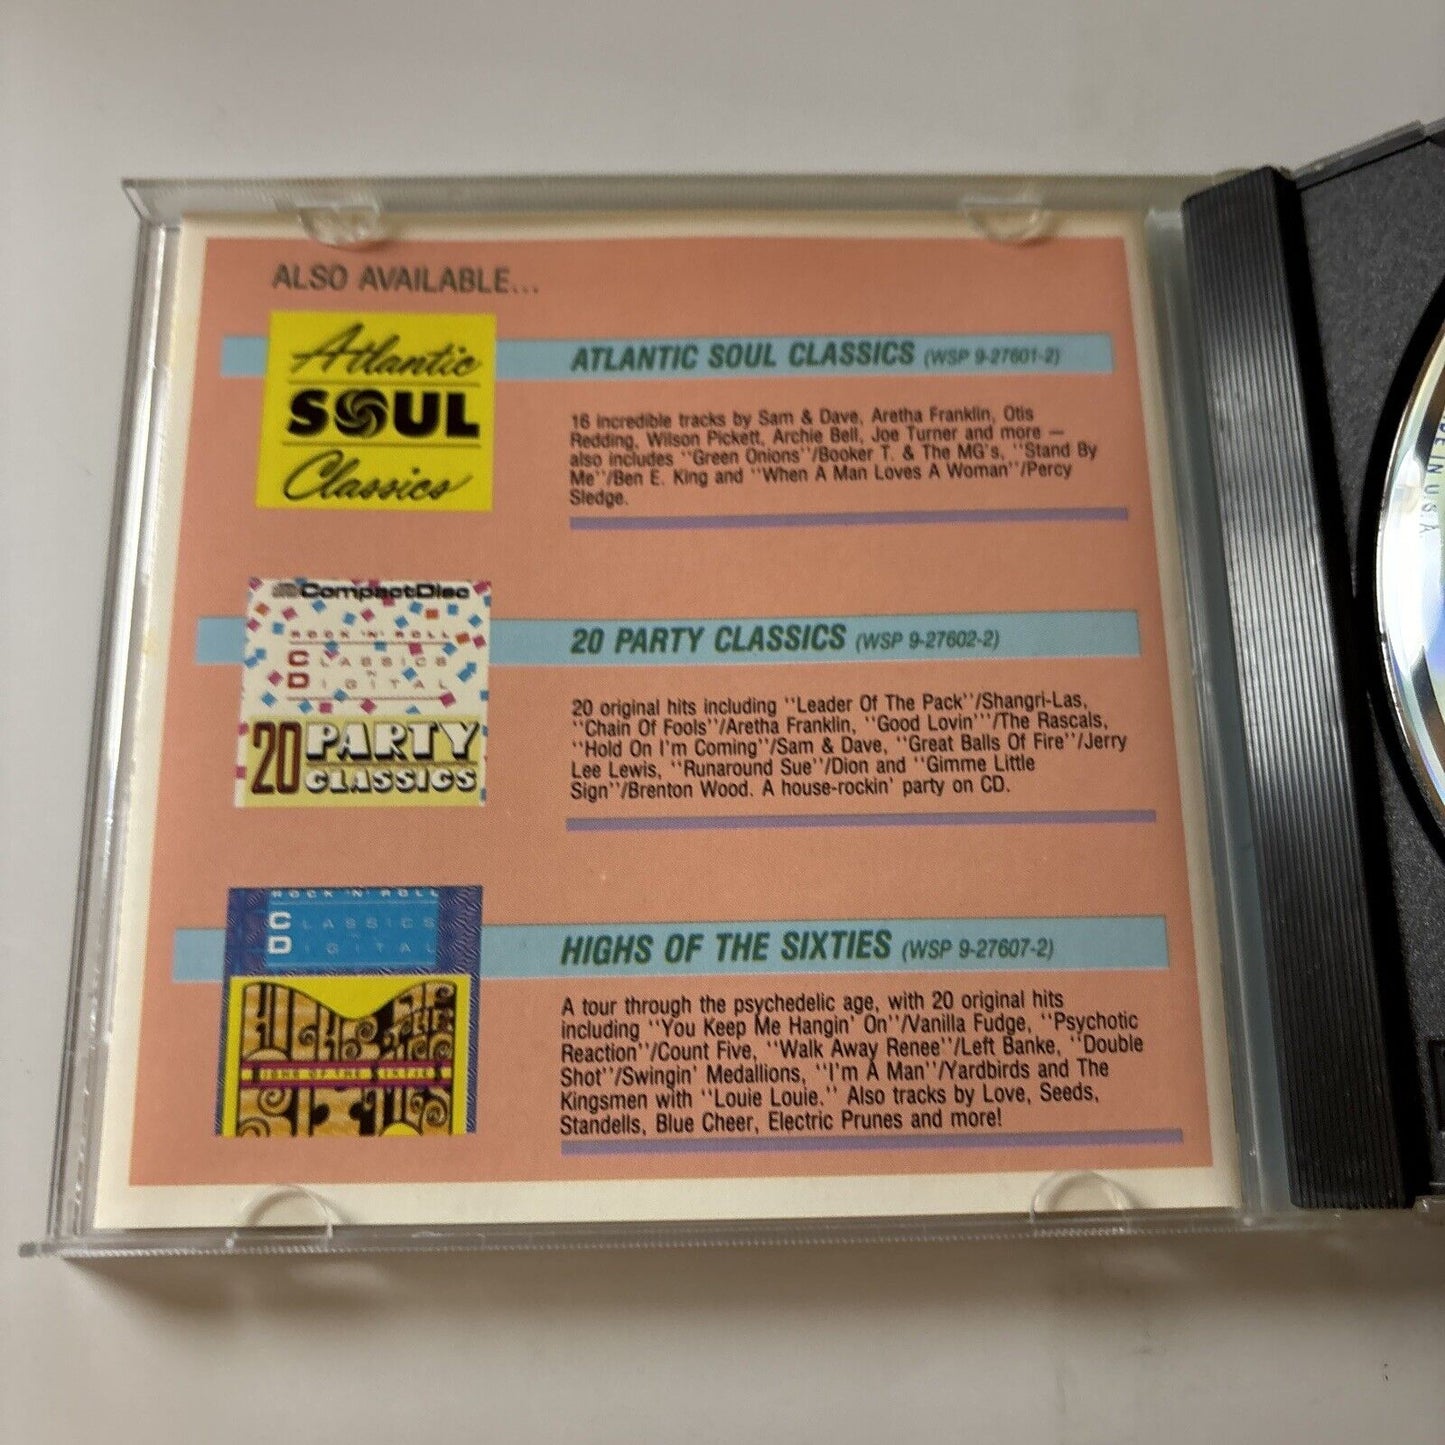 ALSO AVAILABLE...
Atlantic
SOUL
Classics
ATLANTIC SOUL CLASSICS (WSP 9-27601-2)
16 incredible tracks by Sam & Dave, Aretha Franklin, Otis
Redding, Wilson Pickett, Archie Bell, Joe Turner and more —
also includes "Green Onions"/Booker T. & The MG's, "Stand By
Me"/Ben E. King and "When A Man Loves A Woman"/Percy
Sledge.
CompactDisc
ROCK 'N' ROLL
CLASSICS
'N'
DIGITAL
20 PARTY
CLASSICS
20 PARTY CLASSICS (WSP 9-27602-2)
20 original hits including "Leader Of The Pack"/Shangri-Las,
"Chain Of Fools"/Aretha Franklin, "Good Lovin'"/The Rascals,
"Hold On I'm Coming"/Sam & Dave, "Great Balls Of Fire"/Jerry
Lee Lewis, "Runaround Sue"/Dion and "Gimme Little
Sign"/Brenton Wood. A house-rockin' party on CD.
ROCK 'N' ROLL
CLASSICS
DIGITAL
HIGHS OF THE SIXTIES
HIGHS OF THE SIXTIES (WSP 9-27607-2)
A tour through the psychedelic age, with 20 original hits
including "You Keep Me Hangin' On"/Vanilla Fudge, "Psychotic
Reaction"/Count Five, "Walk Away Renee"/Left Banke, "Double
Shot"/Swingin' Medallions, "I'm A Man"/Yardbirds and The
Kingsmen with "Louie Louie." Also tracks by Love, Seeds,
Standells, Blue Cheer, Electric Prunes and more!
DE IN U.S.A.